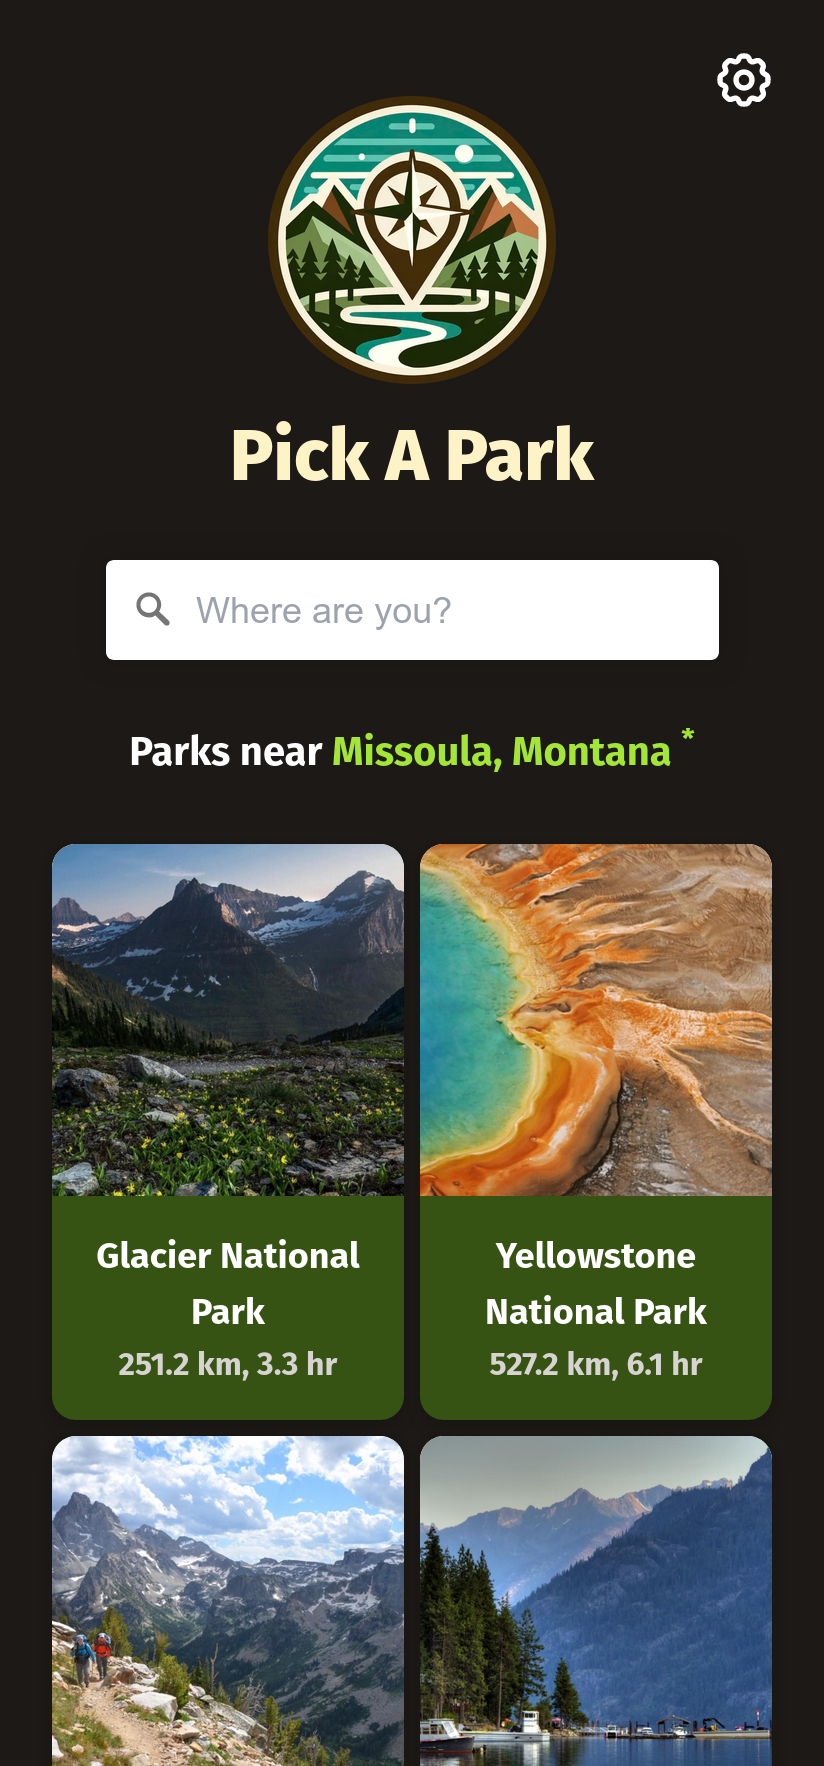 Pick A Park
Where are you?
Parks near Missoula, Montana *
Glacier National
Park
251.2 km, 3.3 hr
Yellowstone
National Park
527.2 km, 6.1 hr